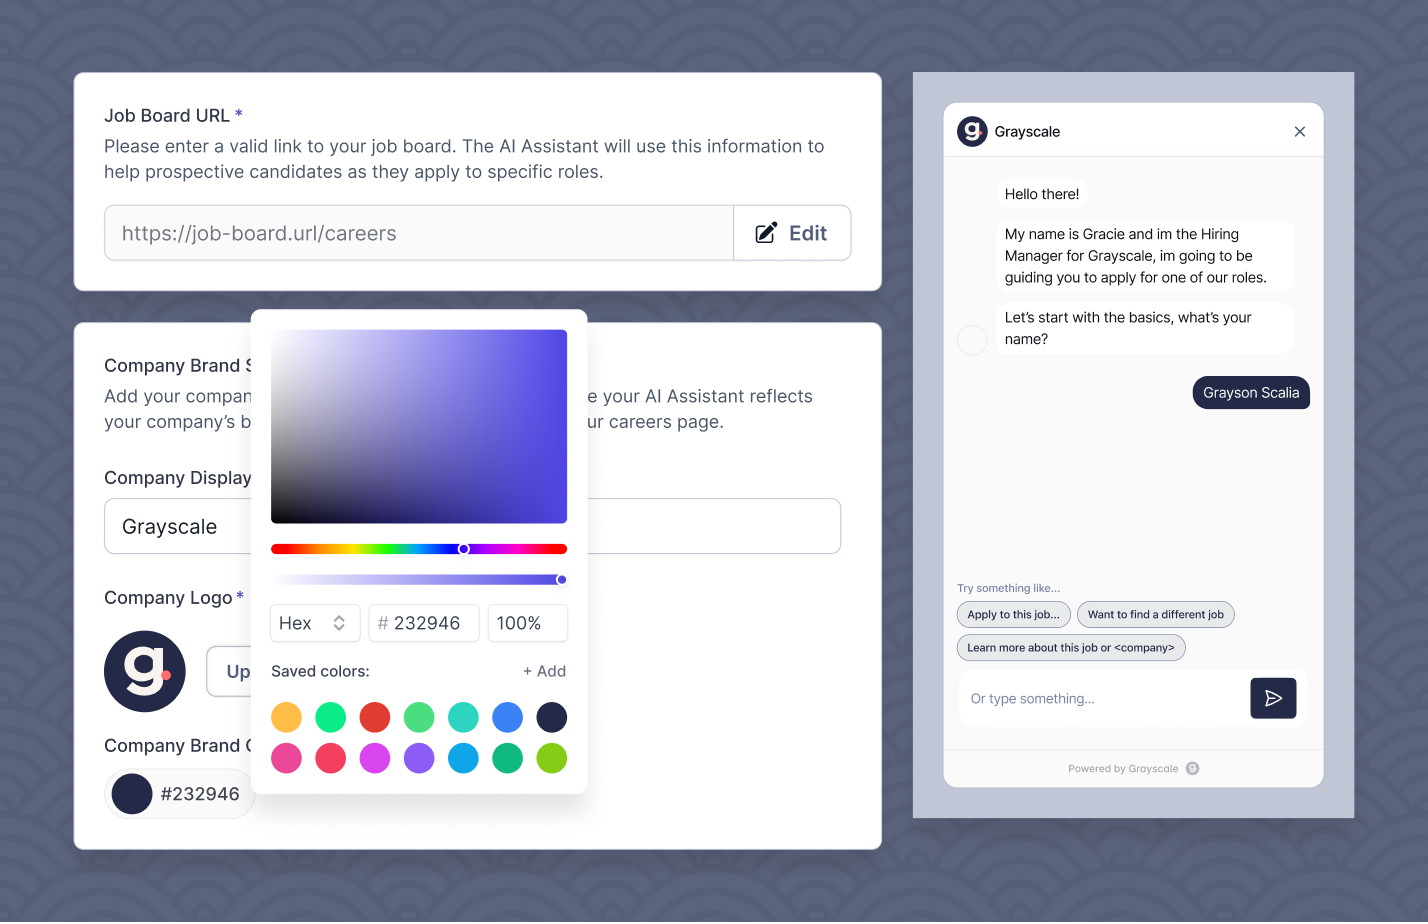 Job Board URL *
Please enter a valid link to your job board. The AI Assistant will use this information to
help prospective candidates as they apply to specific roles.
https://job-board.url/careers
Edit
Company Brand
Add your e your AI Assistant reflects
your company's ur careers page.
Company Display
Grayscale
Company Logo *
g.
Up
Company Brand
#232946
Hex
# 232946
100%
Saved colors:
+ Add
g.
Grayscale
Hello there!
My name is Gracie and im the Hiring
Manager for Grayscale, im going to be
guiding you to apply for one of our roles.
Let's start with the basics, what's your
name?
Grayson Scalia
Try something like...
Apply to this job...
Want to find a different job
Learn more about this job or <company>
Or type something...
Powered by Grayscale g